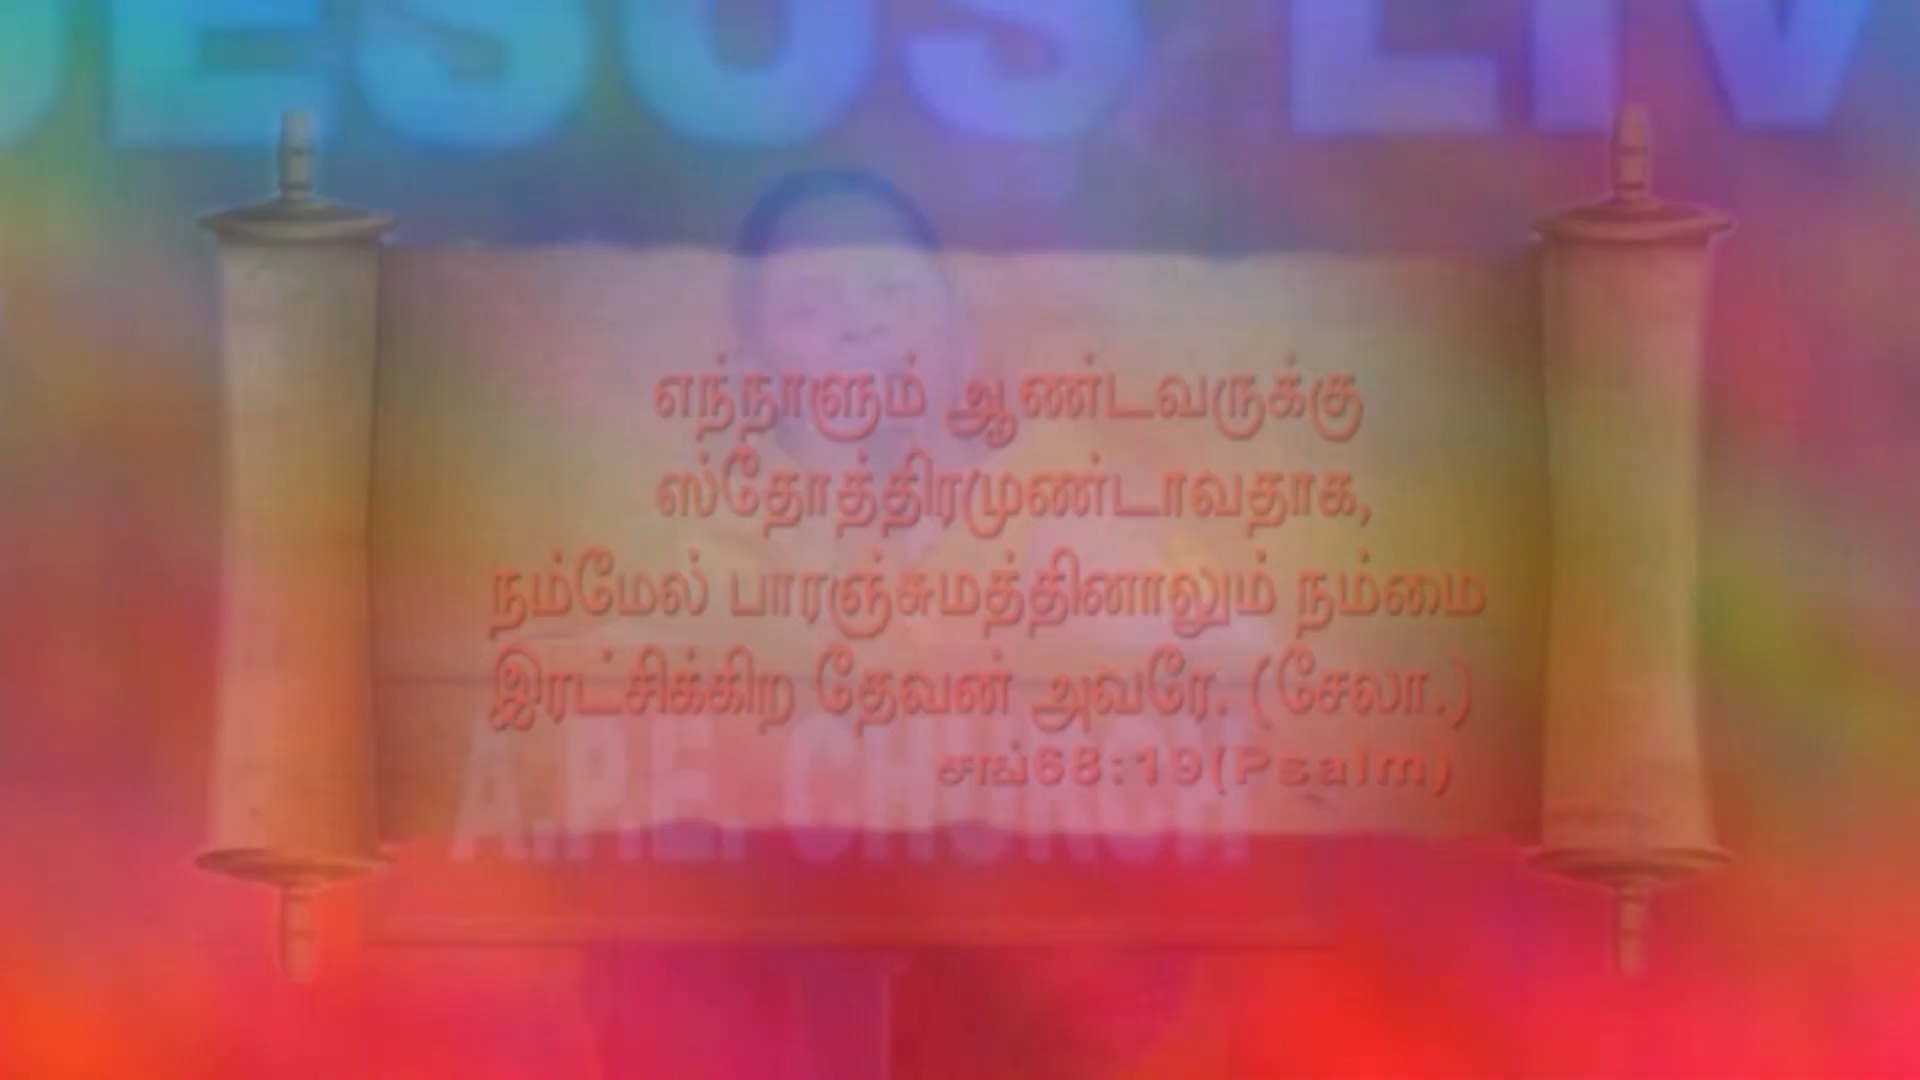 JESUS LIV
எந்நாளும் ஆண்டவருக்கு
ஸ்தோத்திரமுண்டாவதாக,
நம்மேல் பாரஞ்சுமத்தினாலும் நம்மை
இரட்சிக்கிற தேவன் அவரே. (சேலா.)
சங்68:19(Psalm)
A.P.E. CHURCH